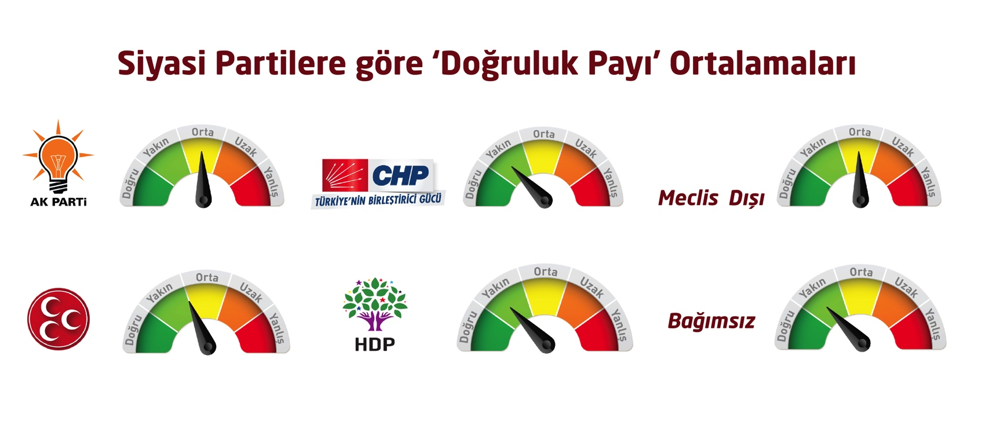 Siyasi Partilere göre ‘Doğruluk Payı’ Ortalamaları
AK PARTİ
Doğru Yakın Orta Uzak Yanlış
CHP
TÜRKİYE'NİN BİRLEŞTİRİCİ GÜCÜ
Doğru Yakın Orta Uzak Yanlış
Meclis Dışı
Doğru Yakın Orta Uzak Yanlış
Doğru Yakın Orta Uzak Yanlış
HDP
Doğru Yakın Orta Uzak Yanlış
Bağımsız
Doğru Yakın Orta Uzak Yanlış